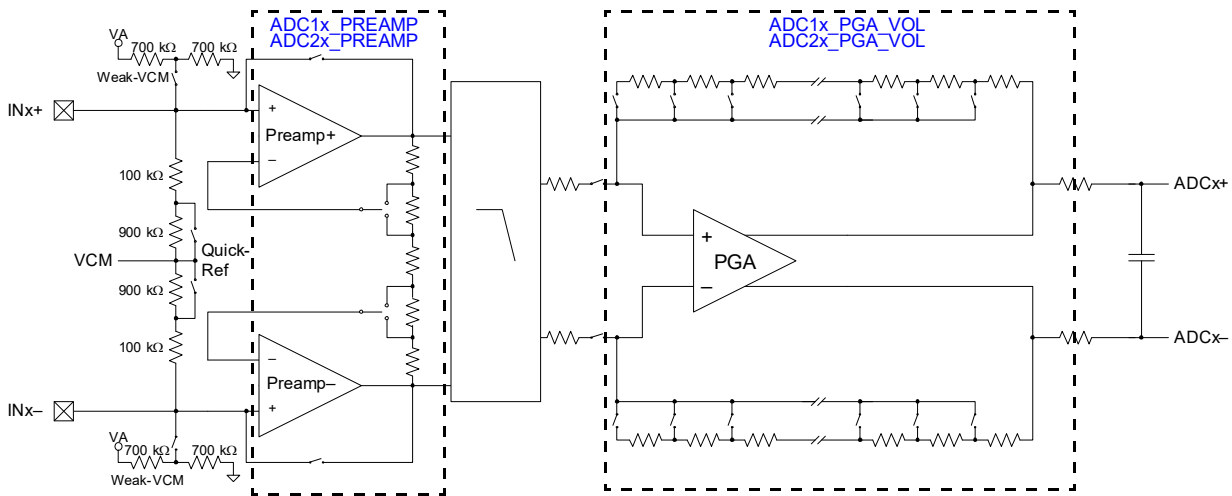 ADC1x_PREAMP
ADC2x_PREAMP
ADC1x_PGA_VOL
ADC2x_PGA_VOL
VA
700 kΩ
700 kΩ
Weak-VCM
INx+
+
Preamp+
–
100 kΩ
900 kΩ
Quick-
Ref
VCM
900 kΩ
100 kΩ
–
Preamp–
+
INx–
VA
700 kΩ
700 kΩ
Weak-VCM
+
PGA
–
ADCx+
ADCx–